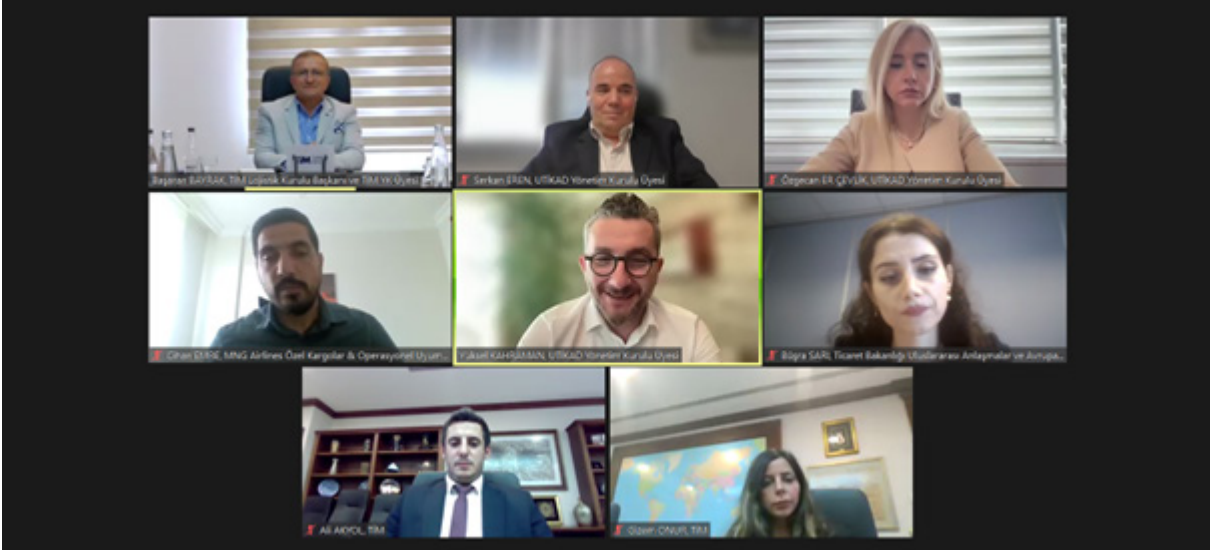 Başaran BAYRAK, TİM Lojistik Kurulu Başkanı ve TİM YK Üyesi
Serkan EREN, UTİKAD Yönetim Kurulu Üyesi
Özgecan ER ÇEVLİK, UTİKAD Yönetim Kurulu Üyesi
Cihan EMRE, MNG Airlines Özel Kargolar & Operasyonel Uyum...
Yüksel KAHRAMAN, UTİKAD Yönetim Kurulu Üyesi
Büşra SARI, Ticaret Bakanlığı Uluslararası Anlaşmalar ve Avrupa...
Ali AKYOL, TİM
Gizem ONUR, TİM